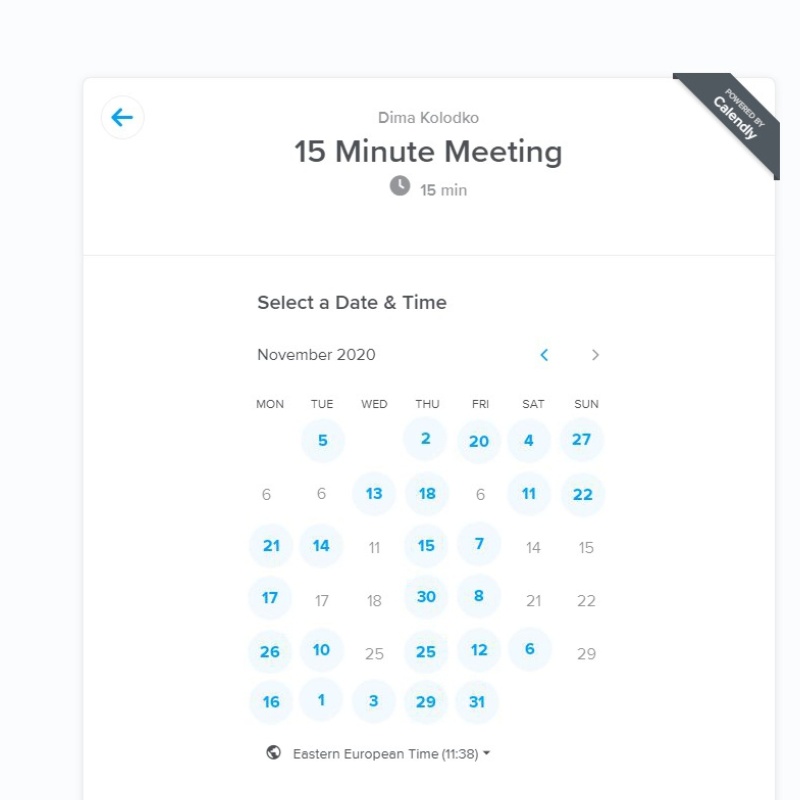 POWERED BY
Calendly
Dima Kolodko
15 Minute Meeting
15 min
Select a Date & Time
November 2020
MON TUE WED THU FRI SAT SUN
5 2 20 4 27
6 6 13 18 6 11 22
21 14 11 15 7 14 15
17 17 18 30 8 21 22
26 10 25 25 12 6 29
16 1 3 29 31
Eastern European Time (11:38)